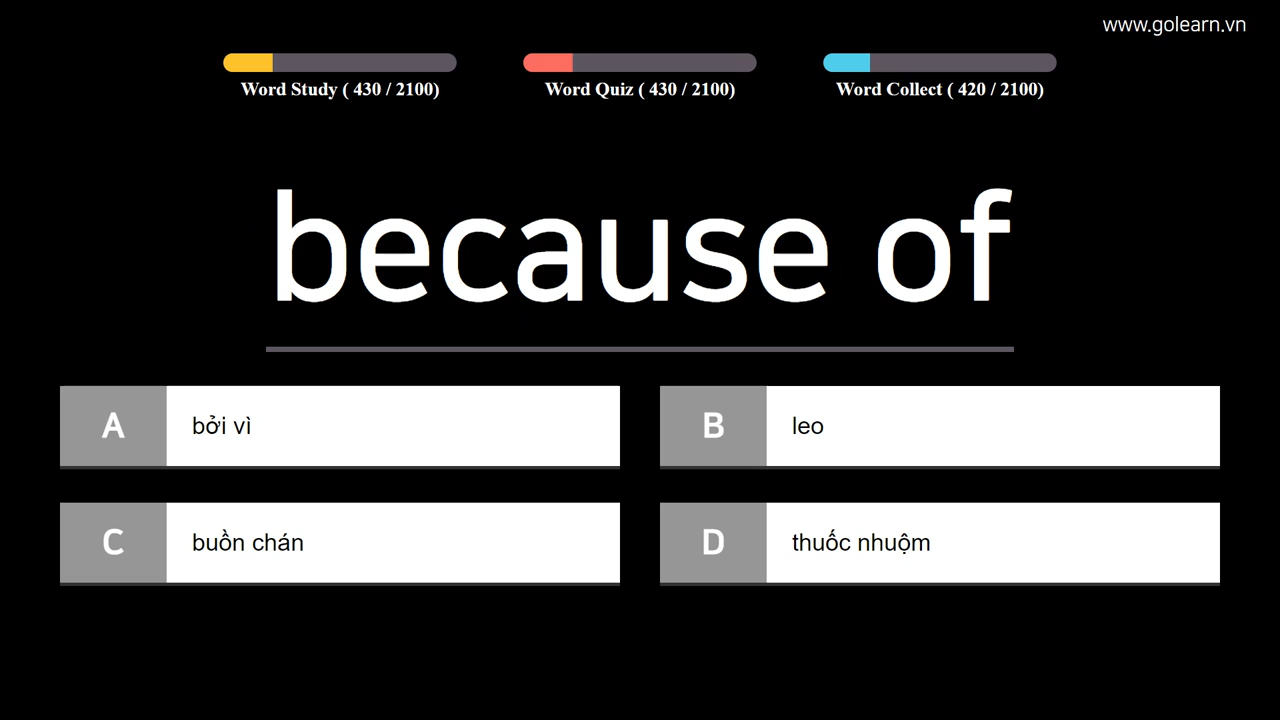 www.golearn.vn
Word Study ( 430 / 2100)
Word Quiz ( 430 / 2100)
Word Collect ( 420 / 2100)
because of
A bởi vì
B leo
C buồn chán
D thuốc nhuộm